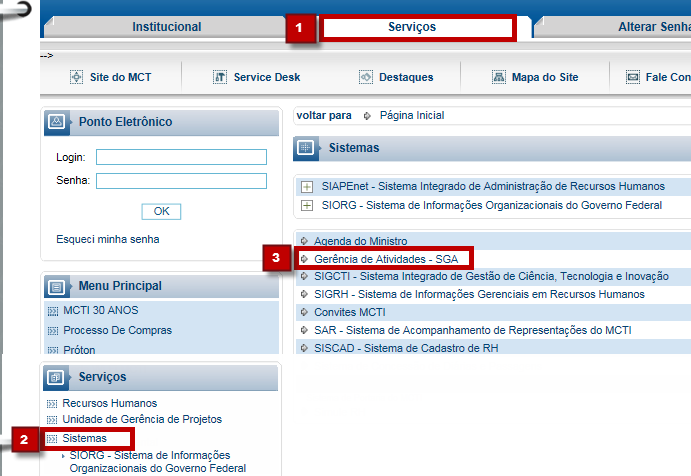 Institucional
1
Serviços
Alterar Senha
-->
Site do MCT
Service Desk
Destaques
Mapa do Site
Fale Con
Ponto Eletrônico
Login:
Senha:
OK
Esqueci minha senha
Menu Principal
MCTI 30 ANOS
Processo De Compras
Próton
Serviços
Recursos Humanos
Unidade de Gerência de Projetos
2
Sistemas
SIORG - Sistema de Informações
Organizacionais do Governo Federal
voltar para
Página Inicial
Sistemas
SIAPEnet - Sistema Integrado de Administração de Recursos Humanos
SIORG - Sistema de Informações Organizacionais do Governo Federal
Agenda do Ministro
3
Gerência de Atividades - SGA
SIGCTI - Sistema Integrado de Gestão de Ciência, Tecnologia e Inovação
SIGRH - Sistema de Informações Gerenciais em Recursos Humanos
Convites MCTI
SAR - Sistema de Acompanhamento de Representações do MCTI
SISCAD - Sistema de Cadastro de RH